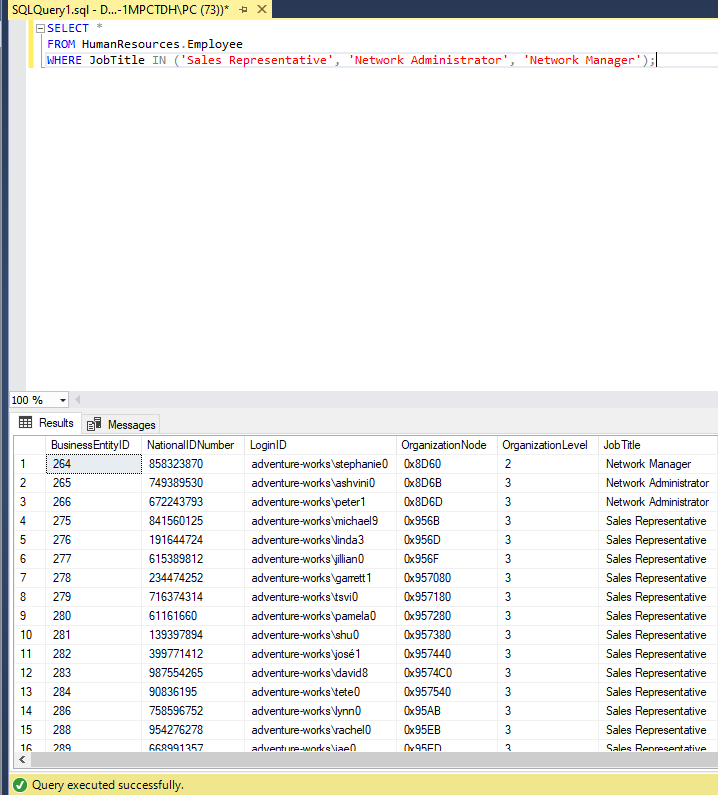 SQLQuery1.sql - D...-1MPCTDH\PC (73))*
SELECT *
FROM HumanResources.Employee
WHERE JobTitle IN ('Sales Representative', 'Network Administrator', 'Network Manager');
100 %
Results Messages
BusinessEntityID NationalIDNumber LoginID OrganizationNode OrganizationLevel JobTitle
1 264 858323870 adventure-works\stephanie0 0x8D60 2 Network Manager
2 265 749389530 adventure-works\ashvini0 0x8D6B 3 Network Administrator
3 266 672243793 adventure-works\peter1 0x8D6D 3 Network Administrator
4 275 841560125 adventure-works\michael9 0x956B 3 Sales Representative
5 276 191644724 adventure-works\linda3 0x956D 3 Sales Representative
6 277 615389812 adventure-works\jillian0 0x956F 3 Sales Representative
7 278 234474252 adventure-works\garrett1 0x957080 3 Sales Representative
8 279 716374314 adventure-works\tsvi0 0x957180 3 Sales Representative
9 280 61161660 adventure-works\pamela0 0x957280 3 Sales Representative
10 281 139397894 adventure-works\shu0 0x957380 3 Sales Representative
11 282 399771412 adventure-works\josé1 0x957440 3 Sales Representative
12 283 987554265 adventure-works\david8 0x9574C0 3 Sales Representative
13 284 90836195 adventure-works\tete0 0x957540 3 Sales Representative
14 286 758596752 adventure-works\lynn0 0x95AB 3 Sales Representative
15 288 954276278 adventure-works\rachel0 0x95EB 3 Sales Representative
16 289 668991357 adventure-works\jae0 0x95ED 3 Sales Representative
Query executed successfully.